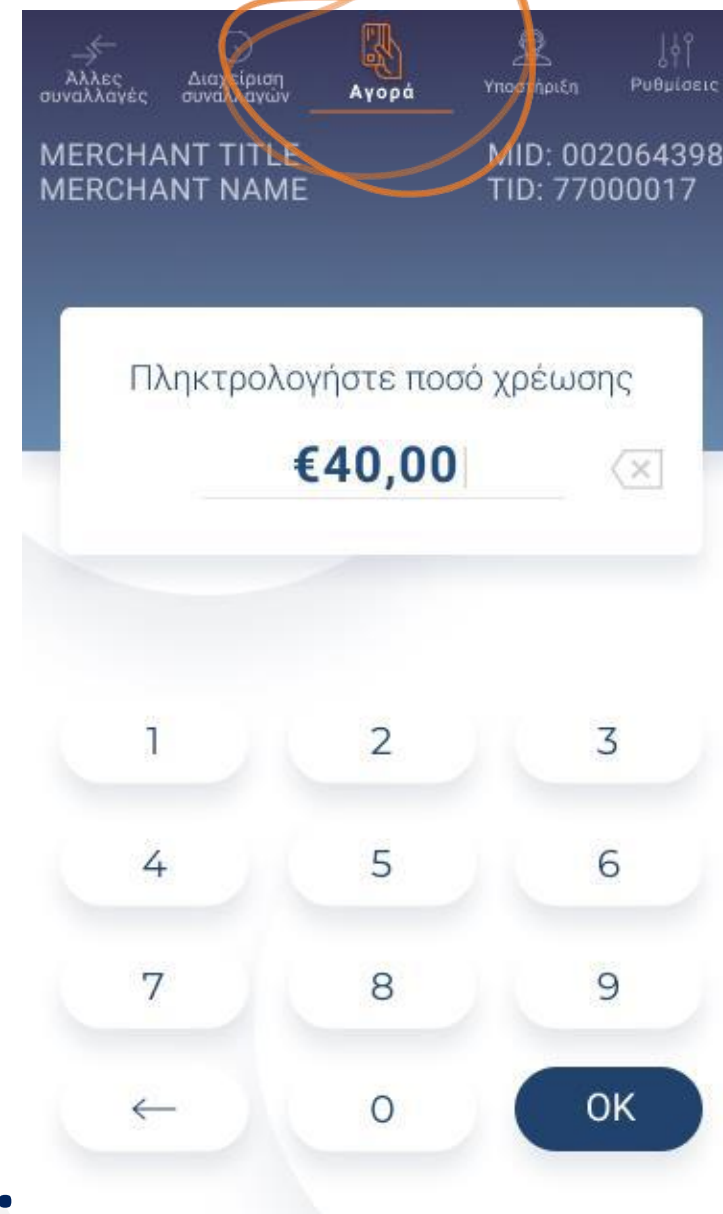 Άλλες
συναλλαγές
Διαχείριση
συναλλαγών
Αγορά
Υποστήριξη
Ρυθμίσεις
MERCHANT TITLE MID: 002064398
MERCHANT NAME TID: 77000017
Πληκτρολογήστε ποσό χρέωσης
€40,00
1 2 3
4 5 6
7 8 9
← 0 OK